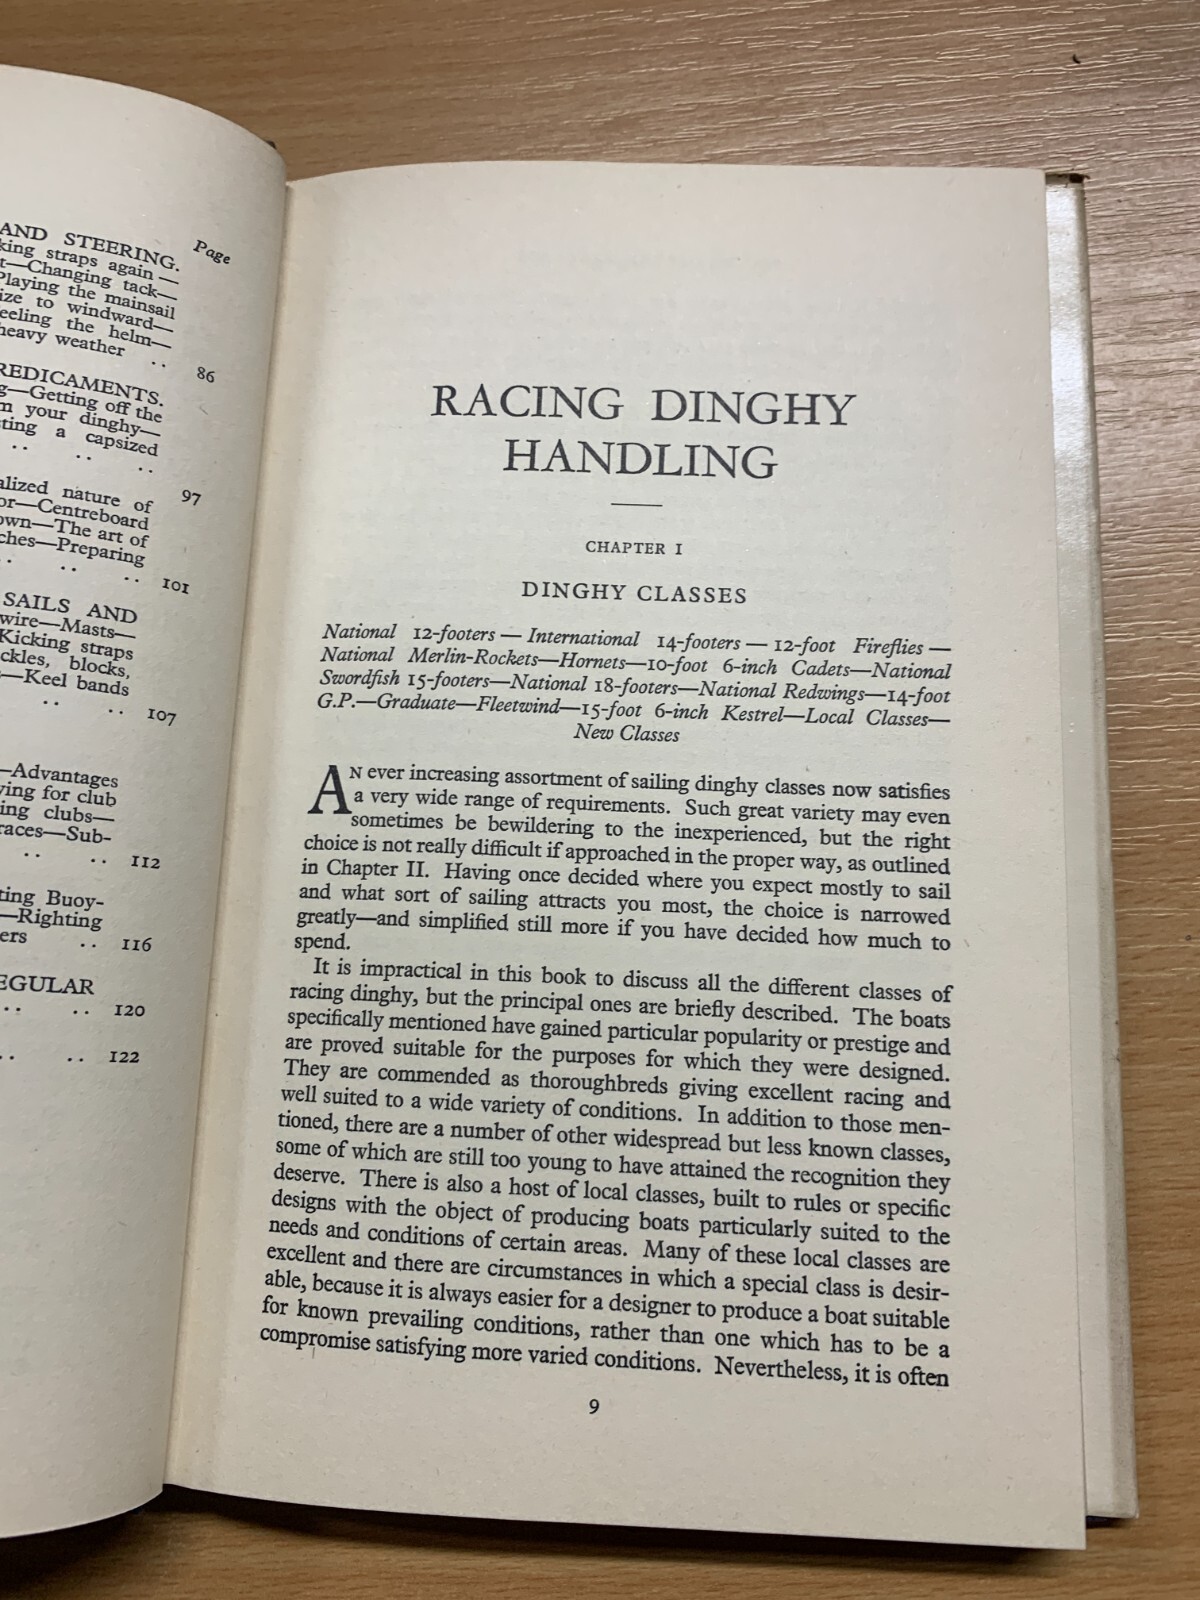 Page
AND STEERING.
king straps again —
t—Changing tack—
Playing the mainsail
ize to windward—
eeling the helm—
heavy weather .. 86
REDICAMENTS.
g—Getting off the
m your dinghy—
ting a capsized
.. .. .. 97
alized nature of
or—Centreboard
own—The art of
ches—Preparing
.. .. .. 101
SAILS AND
wire—Masts—
Kicking straps
ckles, blocks,
—Keel bands
.. .. 107
—Advantages
ying for club
ing clubs—
races—Sub-
.. .. 112
ting Buoy-
—Righting
ers .. 116
EGULAR
.. .. 120
.. .. 122
RACING DINGHY
HANDLING
CHAPTER I
DINGHY CLASSES
National 12-footers — International 14-footers — 12-foot Fireflies —
National Merlin-Rockets—Hornets—10-foot 6-inch Cadets—National
Swordfish 15-footers—National 18-footers—National Redwings—14-foot
G.P.—Graduate—Fleetwind—15-foot 6-inch Kestrel—Local Classes—
New Classes
AN ever increasing assortment of sailing dinghy classes now satisfies
a very wide range of requirements. Such great variety may even
sometimes be bewildering to the inexperienced, but the right
choice is not really difficult if approached in the proper way, as outlined
in Chapter II. Having once decided where you expect mostly to sail
and what sort of sailing attracts you most, the choice is narrowed
greatly—and simplified still more if you have decided how much to
spend.
It is impractical in this book to discuss all the different classes of
racing dinghy, but the principal ones are briefly described. The boats
specifically mentioned have gained particular popularity or prestige and
are proved suitable for the purposes for which they were designed.
They are commended as thoroughbreds giving excellent racing and
well suited to a wide variety of conditions. In addition to those men-
tioned, there are a number of other widespread but less known classes,
some of which are still too young to have attained the recognition they
deserve. There is also a host of local classes, built to rules or specific
designs with the object of producing boats particularly suited to the
needs and conditions of certain areas. Many of these local classes are
excellent and there are circumstances in which a special class is desir-
able, because it is always easier for a designer to produce a boat suitable
for known prevailing conditions, rather than one which has to be a
compromise satisfying more varied conditions. Nevertheless, it is often
9